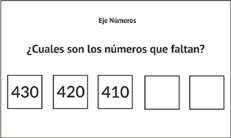 Eje Números
¿Cuales son los números que faltan?
430 420 410